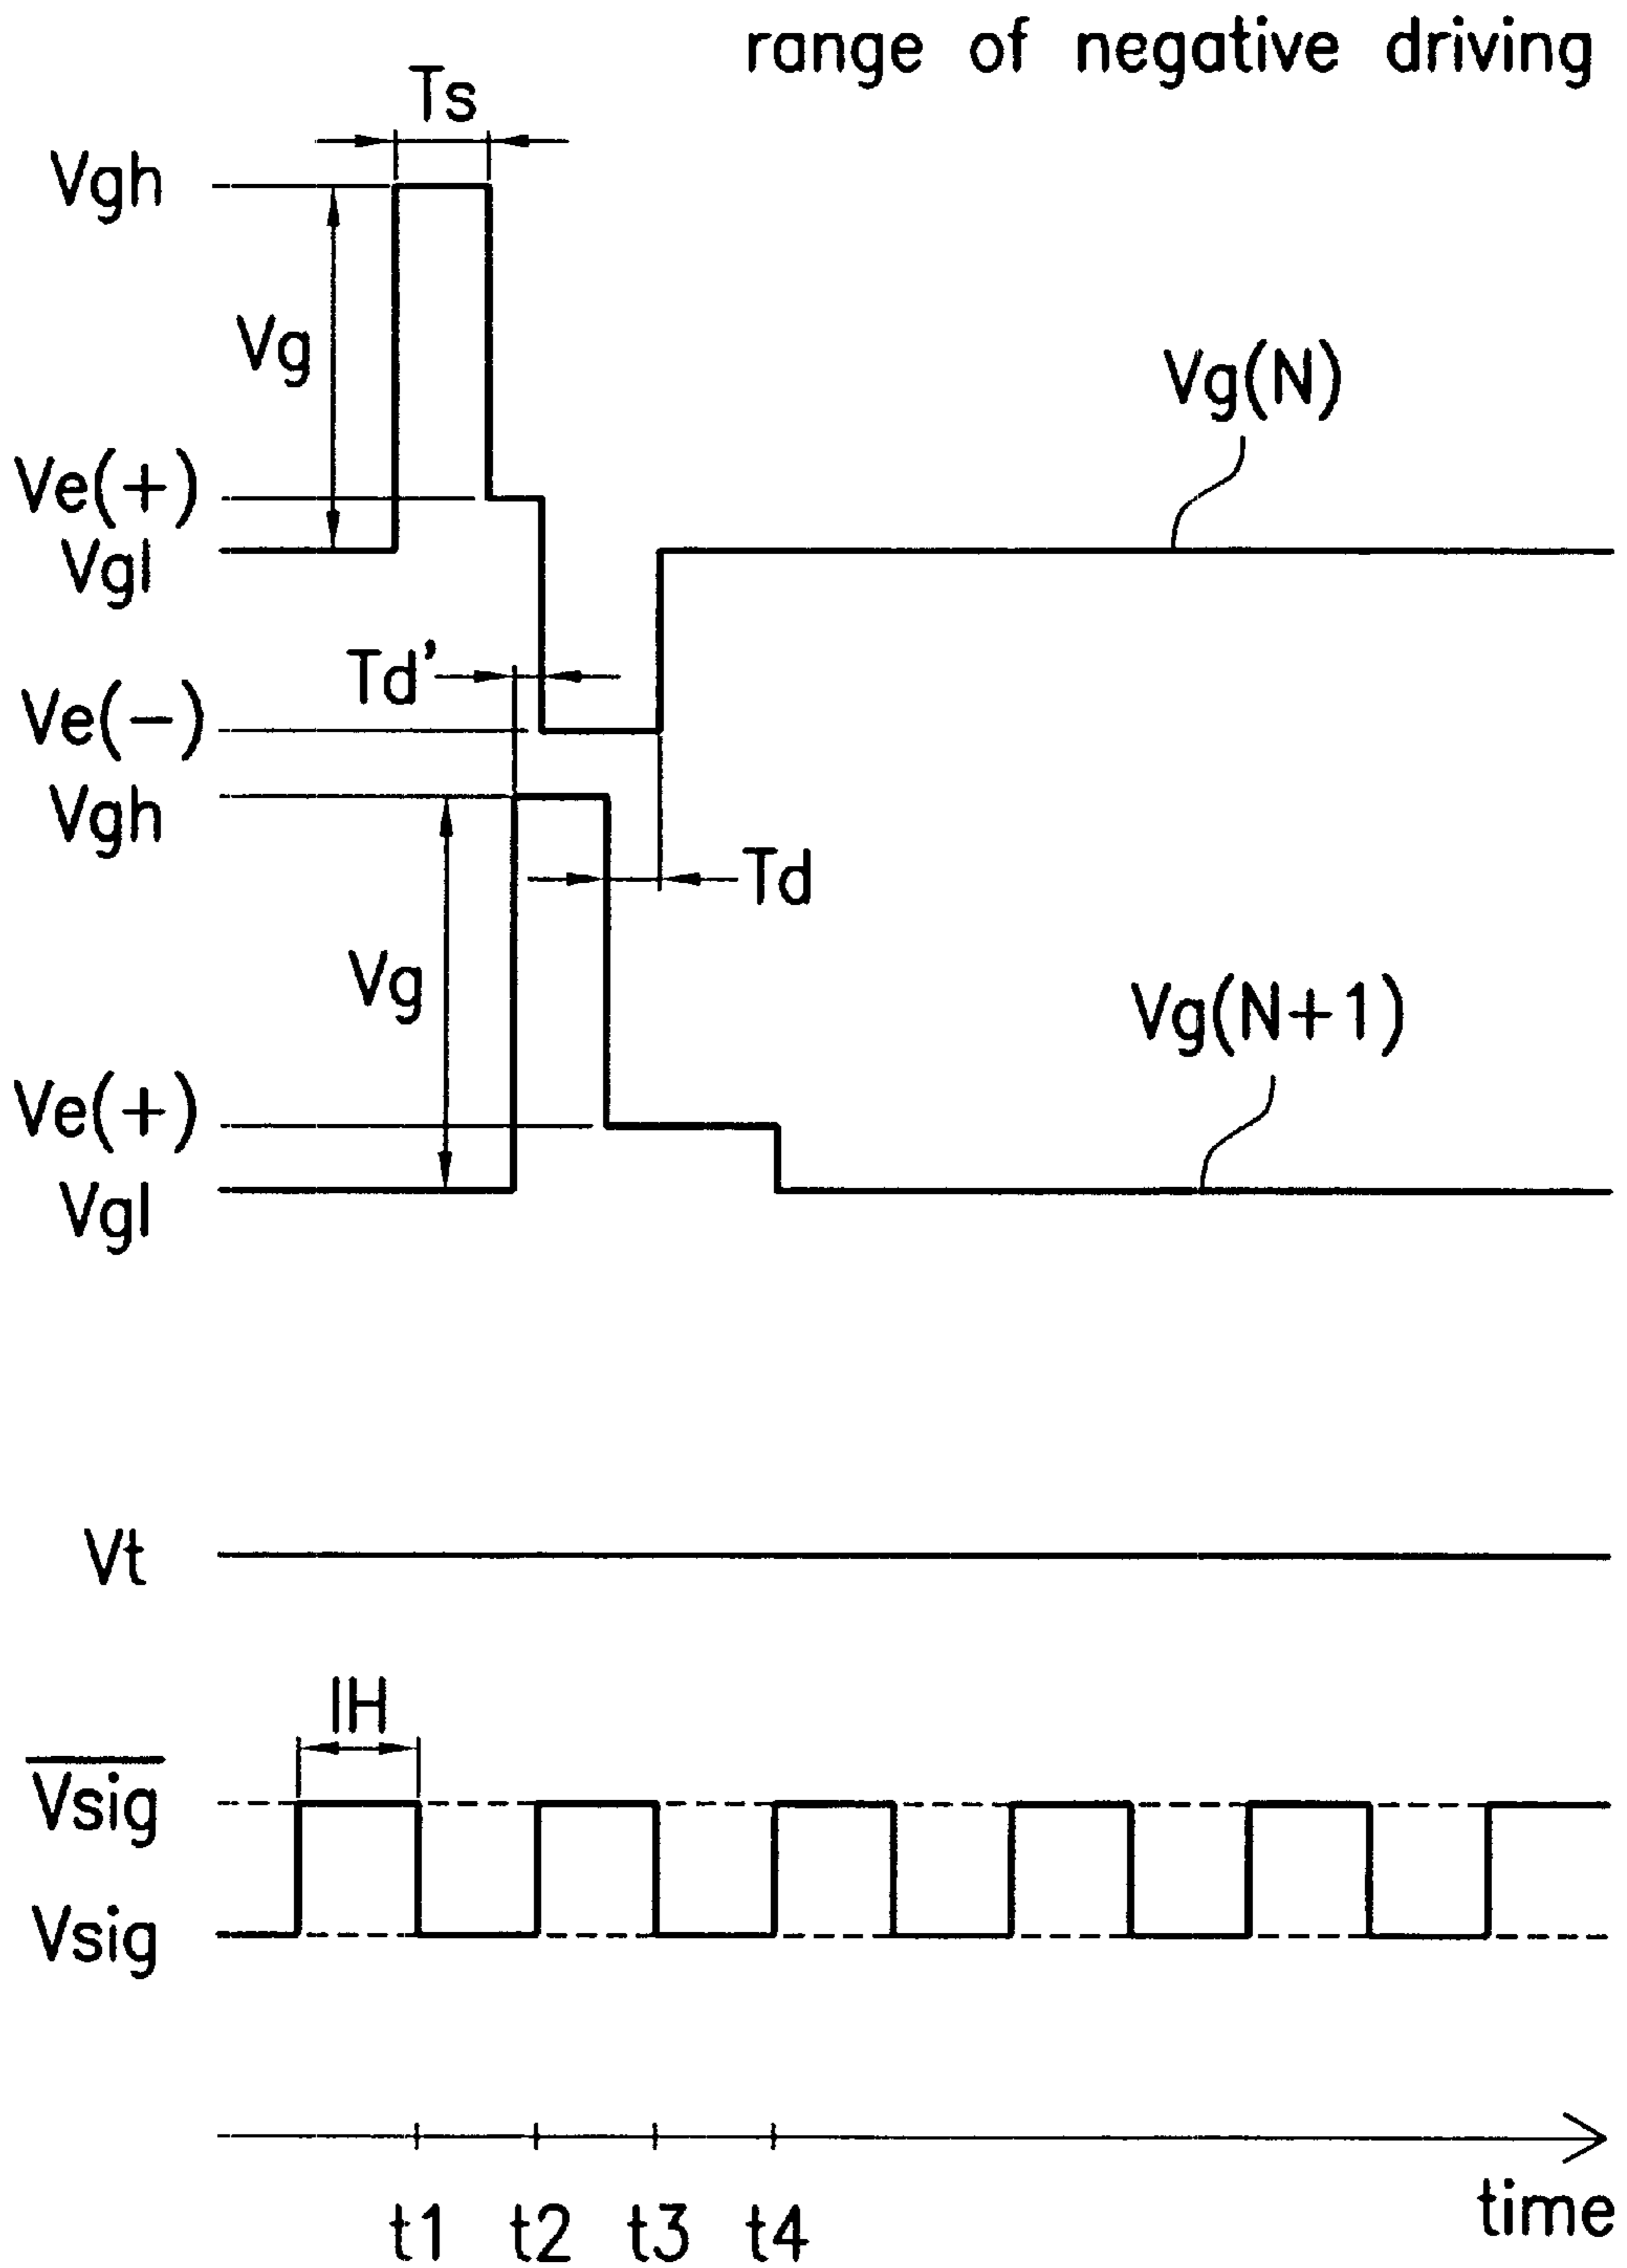 range of negative driving
Ts
Vgh
Vg
Vg(N)
Ve(+)
Vgl
Td'
Ve(-)
Vgh
Td
Vg
Vg(N+1)
Ve(+)
Vgl
Vt
IH
Vsig
Vsig
time
t1 t2 t3 t4